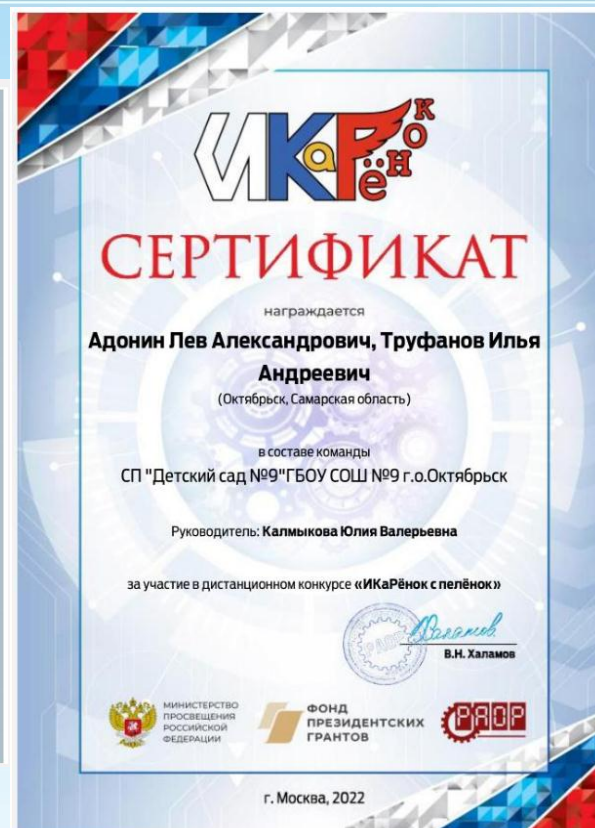 ИКаРёнок
СЕРТИФИКАТ
награждается
Адонин Лев Александрович, Труфанов Илья
Андреевич
(Октябрьск, Самарская область)
в составе команды
СП "Детский сад №9"ГБОУ СОШ №9 г.о.Октябрьск
Руководитель: Калмыкова Юлия Валерьевна
за участие в дистанционном конкурсе «ИКаРёнок с пелёнок»
В.Н. Халамов
МИНИСТЕРСТВО
ПРОСВЕЩЕНИЯ
РОССИЙСКОЙ
ФЕДЕРАЦИИ
ФОНД
ПРЕЗИДЕНТСКИХ
ГРАНТОВ
РАОР
г. Москва, 2022